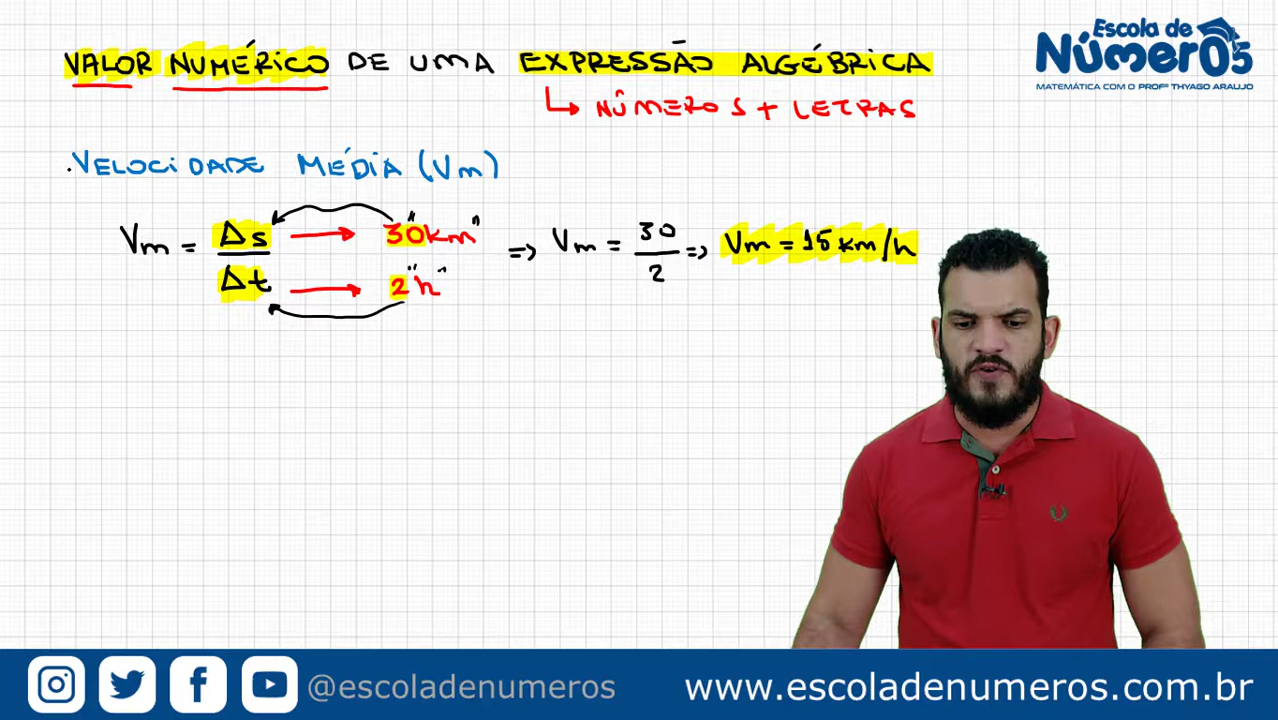 VALOR NUMÉRICO DE UMA EXPRESSÃO ALGÉBRICA
↳ NÚMEROS + LETRAS
Escola de
NúmerOs
MATEMÁTICA COM O PROFº THYAGO ARAUJO
.VELOCIDADE MÉDIA (Vm)
Vm = Δs/Δt → "30km" → "2h" => Vm = 30/2 => Vm = 15 km/h
@escoladenumeros www.escoladenumeros.com.br